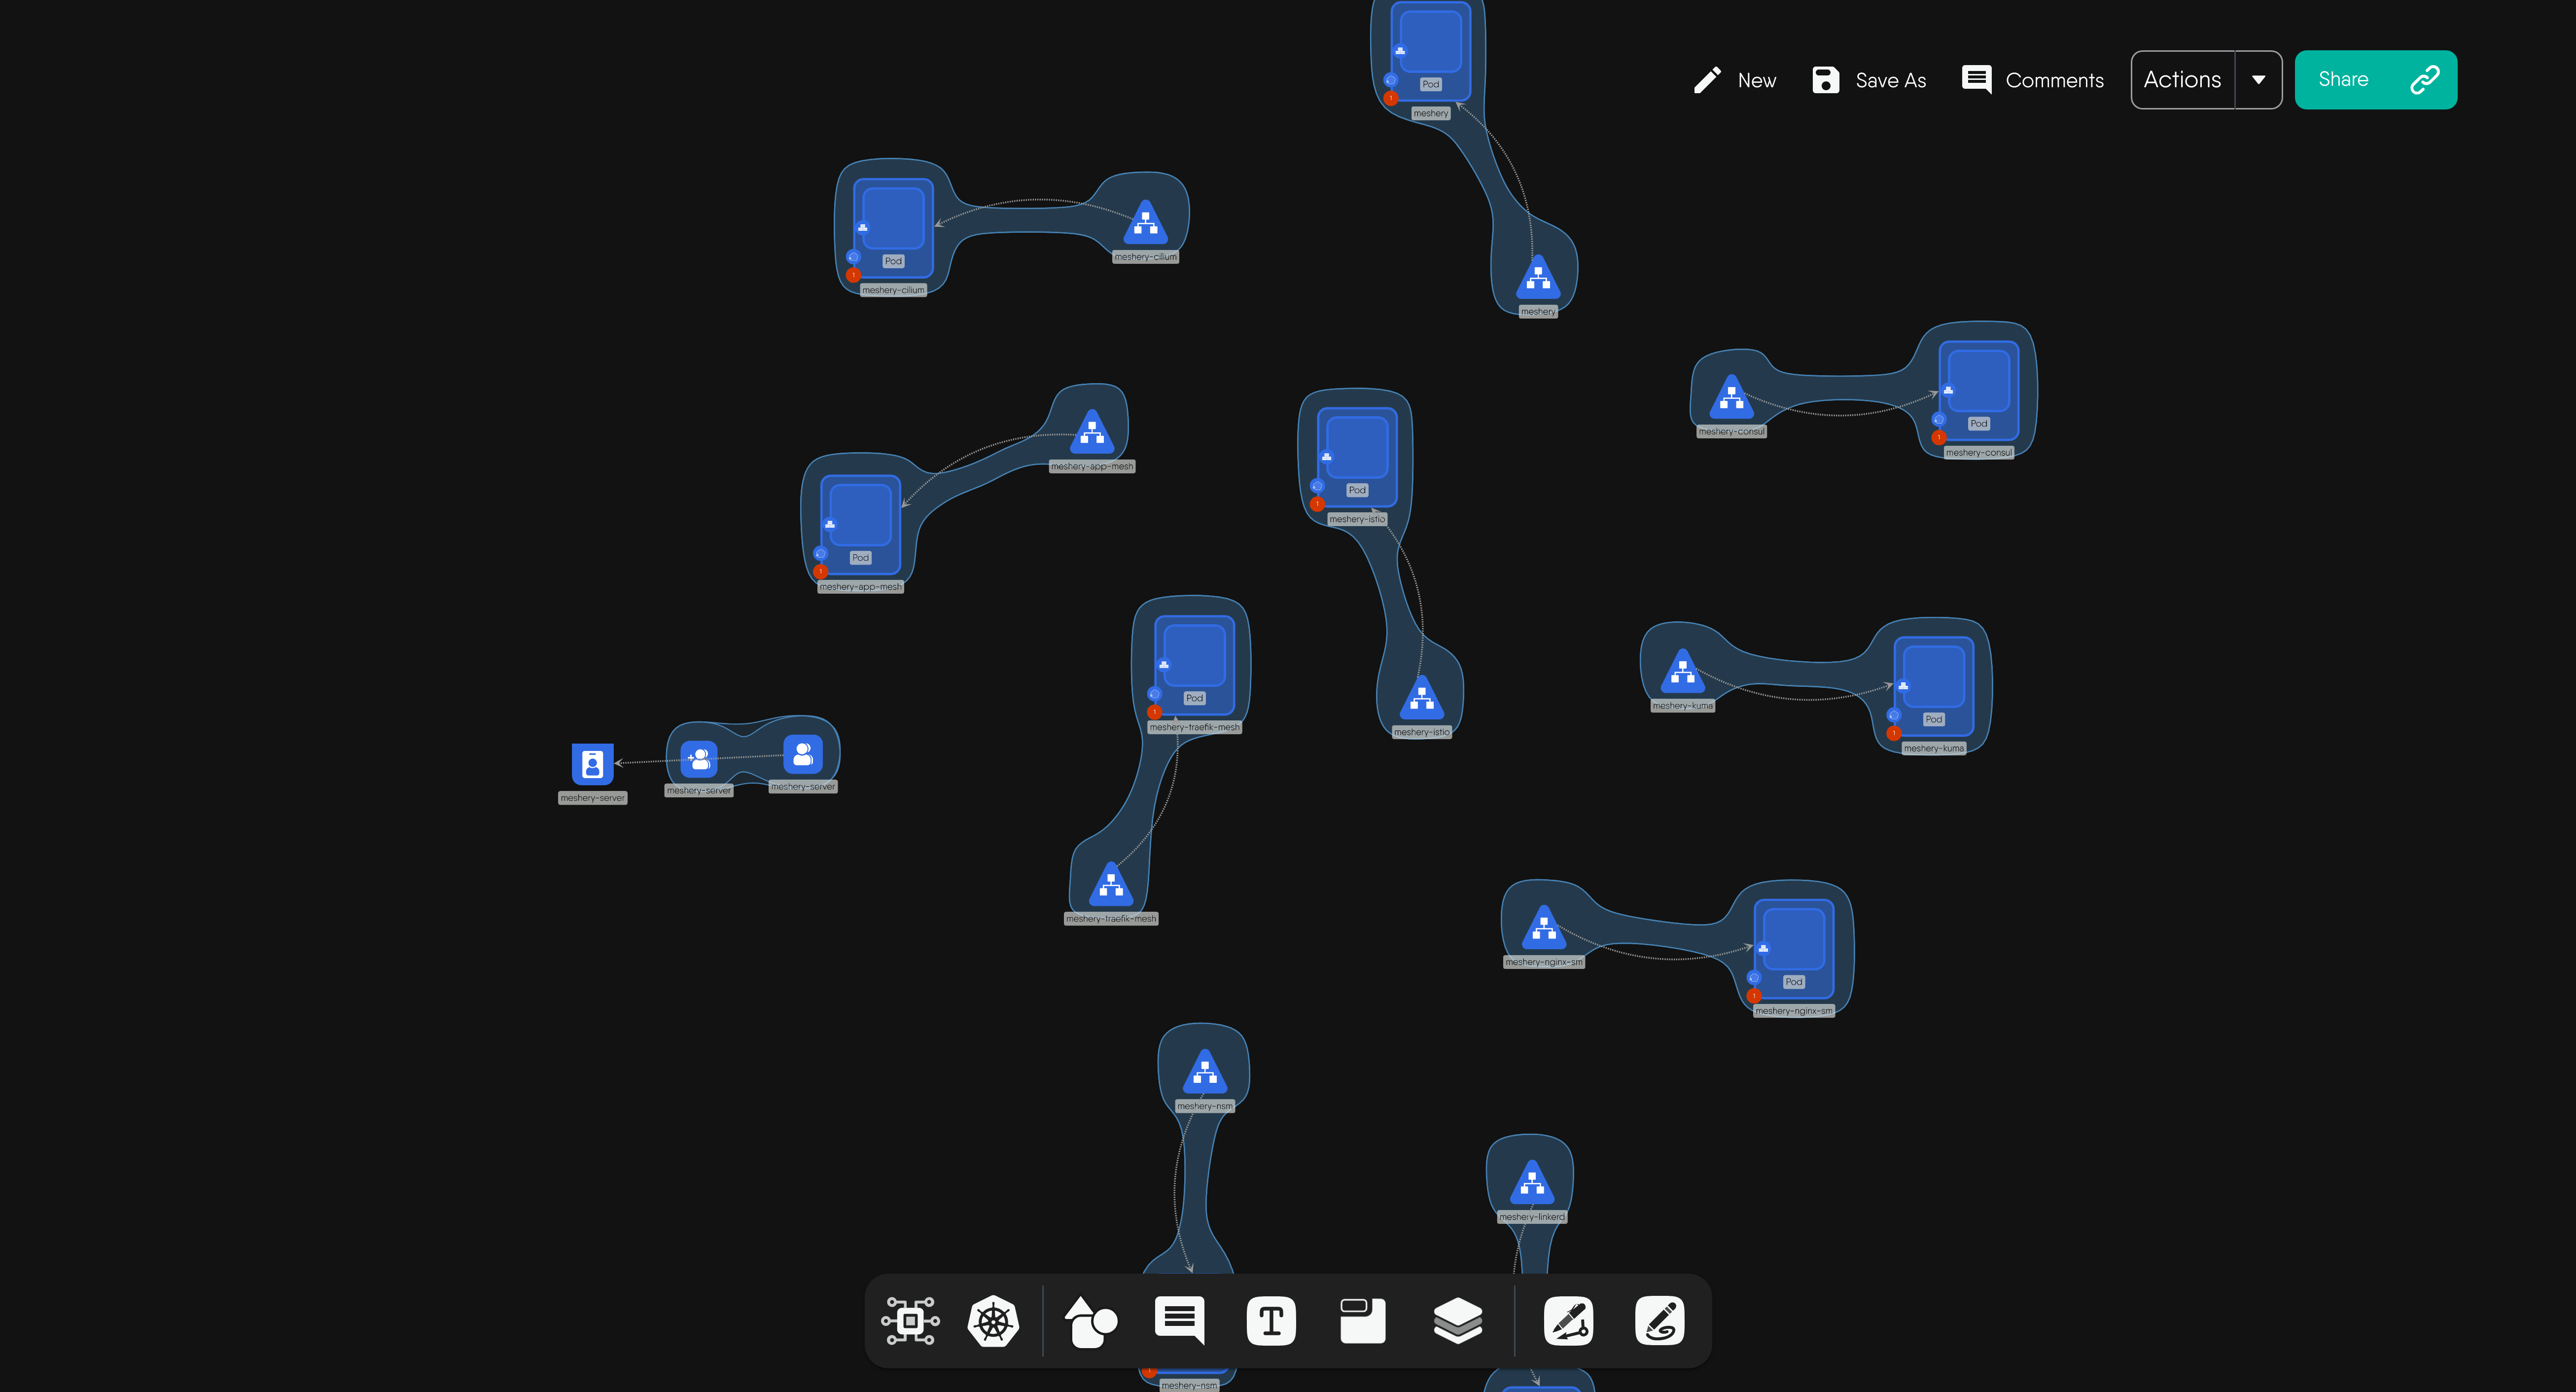 Pod
meshery
New
Save As
Comments
Actions
Share
Pod
meshery-cilium
meshery-cilium
meshery
meshery-consul
Pod
meshery-consul
meshery-app-mesh
Pod
meshery-app-mesh
Pod
meshery-istio
meshery-istio
Pod
meshery-traefik-mesh
meshery-traefik-mesh
meshery-kuma
Pod
meshery-kuma
meshery-server
meshery-server
meshery-server
meshery-nginx-sm
Pod
meshery-nginx-sm
meshery-nsm
meshery-linkerd
T
meshery-nsm